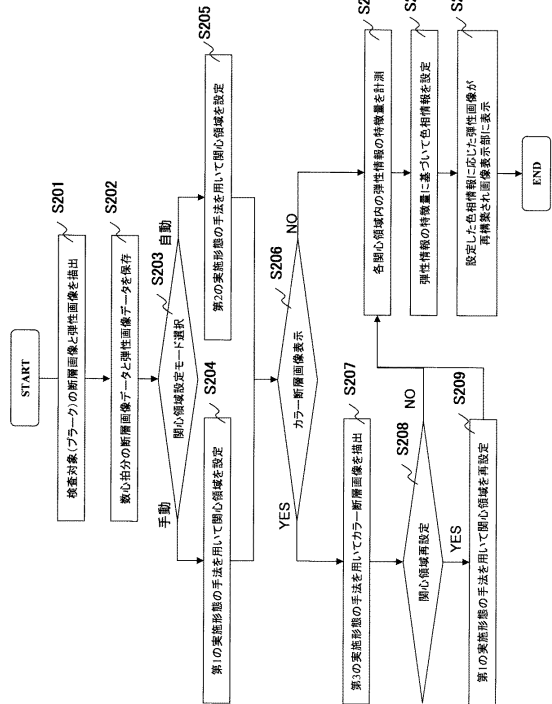 START
検査対象(プラーク)の断層画像と弾性画像を描出
S201
数心拍分の断層画像データと弾性画像データを保存
S202
関心領域設定モード選択
S203
手動
自動
第1の実施形態の手法を用いて関心領域を設定
S204
第2の実施形態の手法を用いて関心領域を設定
S205
カラー断層画像表示
S206
YES
NO
第3の実施形態の手法を用いてカラー断層画像を描出
S207
関心領域再設定
S208
NO
YES
第1の実施形態の手法を用いて関心領域を再設定
S209
各関心領域内の弾性情報の特徴量を計測
弾性情報の特徴量に基づいて色相情報を設定
設定した色相情報に応じた弾性画像が
再構築され画像表示部に表示
END